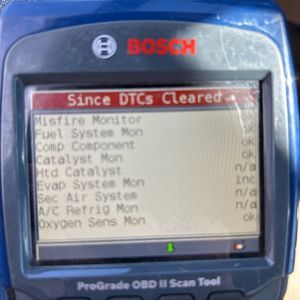 BOSCH
Since DTCs Cleared
Misfire Monitor ok
Fuel System Mon ok
Comp Component ok
Catalyst Mon ok
Htd Catalyst n/a
Evap System Mon inc
Sec Air System n/a
A/C Refrig Mon n/a
Oxygen Sens Mon ok
ProGrade OBD II Scan Tool